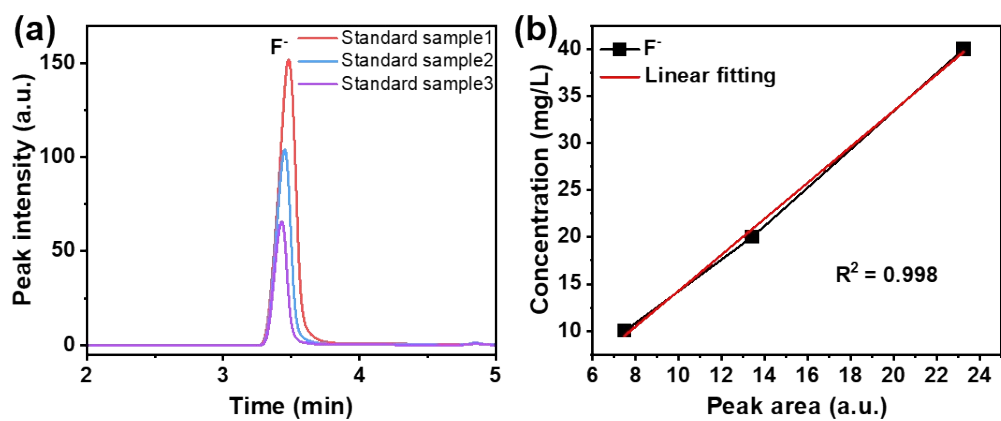 (a)
F-
Standard sample1
Standard sample2
Standard sample3
150
100
50
0
2
3
4
5
Peak intensity (a.u.)
Time (min)
(b)
F-
Linear fitting
40
35
30
25
20
15
10
R² = 0.998
6
8
10
12
14
16
18
20
22
24
Concentration (mg/L)
Peak area (a.u.)